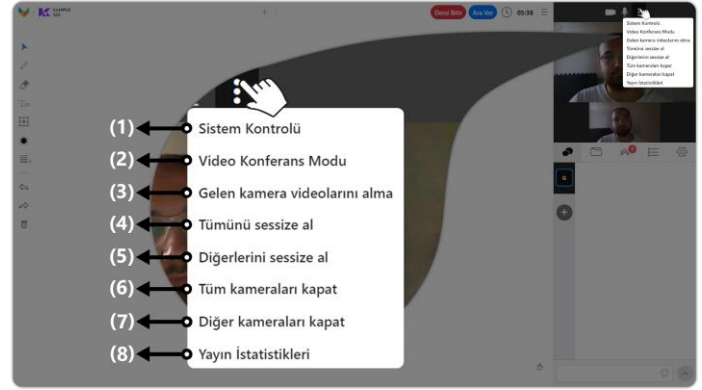 KAMPUS
LLS
Dersi Bitir
Ara Ver
05:38
Sistem Kontrolü
Video Konferans Modu
Gelen kamera videolarını alma
Tümünü sessize al
Diğerlerini sessize al
Tüm kameraları kapat
Diğer kameraları kapat
Yayın İstatistikleri
(1) Sistem Kontrolü
(2) Video Konferans Modu
(3) Gelen kamera videolarını alma
(4) Tümünü sessize al
(5) Diğerlerini sessize al
(6) Tüm kameraları kapat
(7) Diğer kameraları kapat
(8) Yayın İstatistikleri